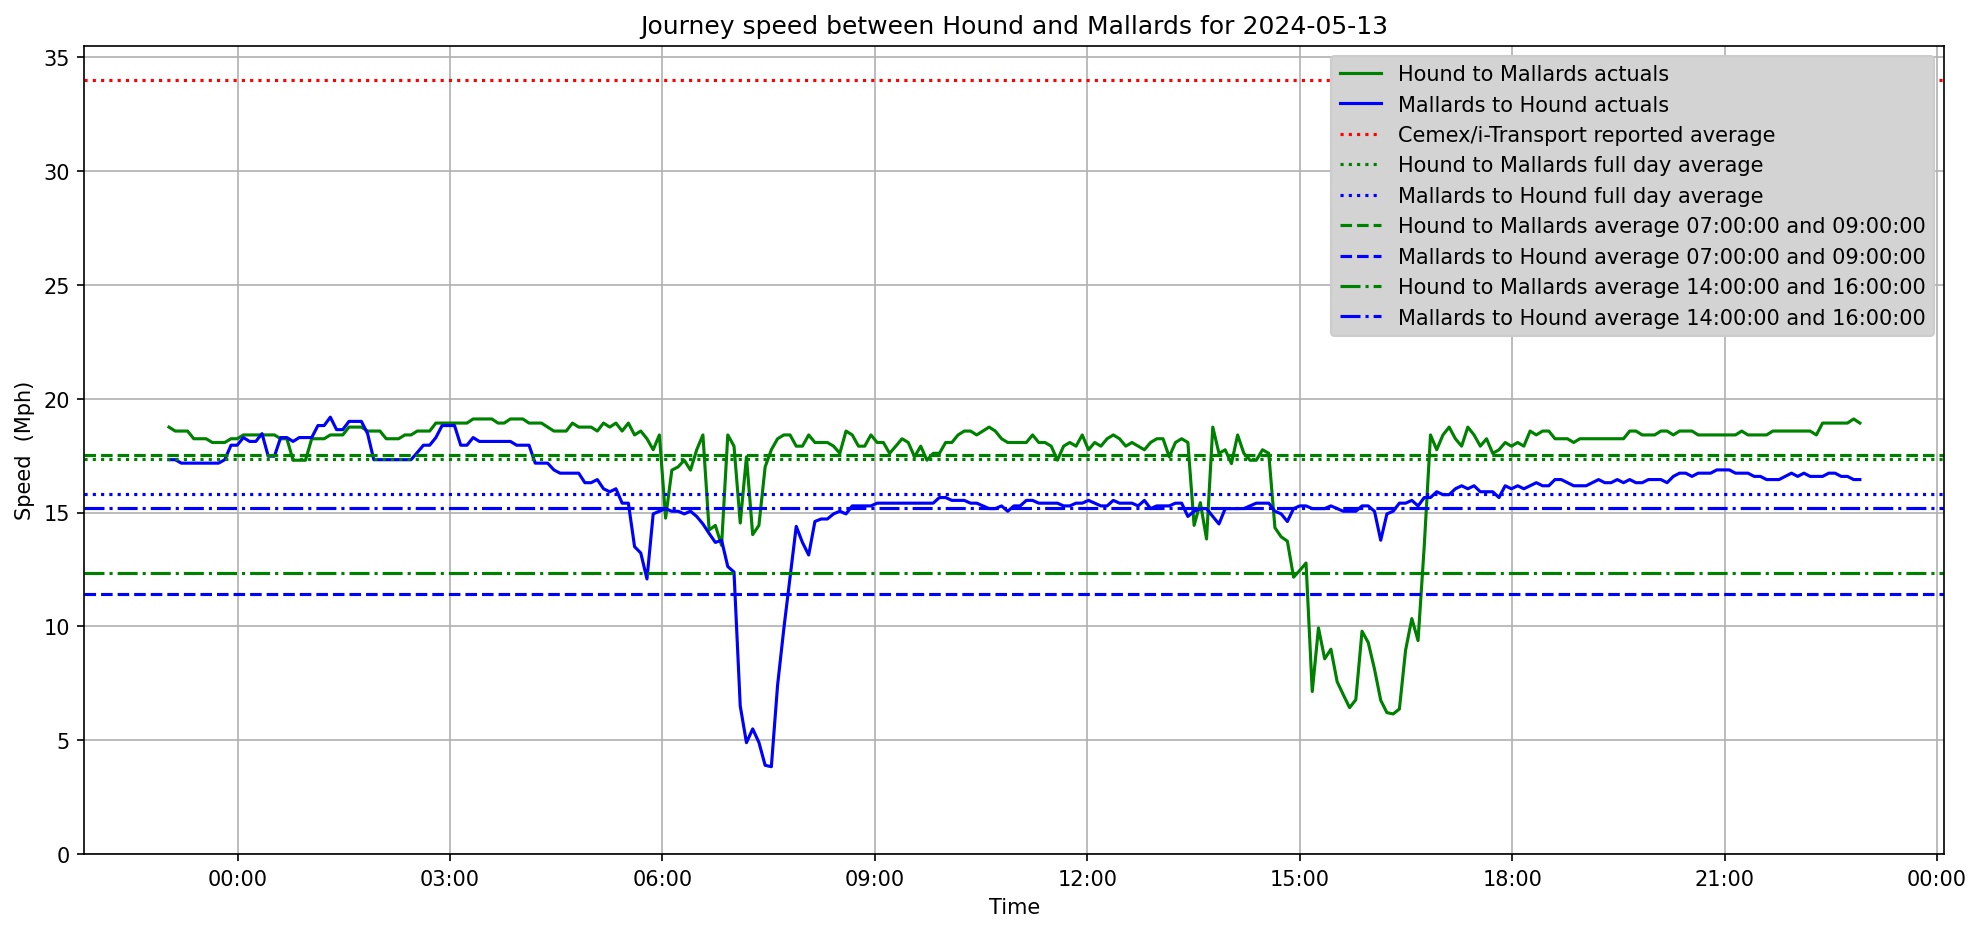 Journey speed between Hound and Mallards for 2024-05-13
35
30
25
20
15
10
5
0
Speed (Mph)
Hound to Mallards actuals
Mallards to Hound actuals
Cemex/i-Transport reported average
Hound to Mallards full day average
Mallards to Hound full day average
Hound to Mallards average 07:00:00 and 09:00:00
Mallards to Hound average 07:00:00 and 09:00:00
Hound to Mallards average 14:00:00 and 16:00:00
Mallards to Hound average 14:00:00 and 16:00:00
00:00 03:00 06:00 09:00 12:00 15:00 18:00 21:00 00:00
Time